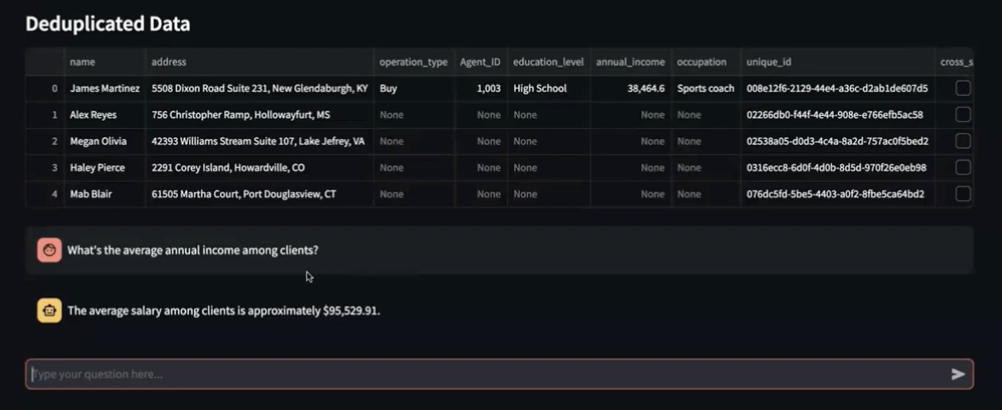 Deduplicated Data
name address operation_type Agent_ID education_level annual_income occupation unique_id cross_s
0 James Martinez 5508 Dixon Road Suite 231, New Glendaburgh, KY Buy 1,003 High School 38,464.6 Sports coach 008e12f6-2129-44e4-a36c-d2ab1de607d5
1 Alex Reyes 756 Christopher Ramp, Hollowayfurt, MS None None None None None 02266db0-f44f-4e44-908e-e766efb5ac58
2 Megan Olivia 42393 Williams Stream Suite 107, Lake Jefrey, VA None None None None None 02538a05-d0d3-4c4a-8a2d-757ac0f5bed2
3 Haley Pierce 2291 Corey Island, Howardville, CO None None None None None 0316ecc8-6d0f-4d0b-8d5d-970f26e0eb98
4 Mab Blair 61505 Martha Court, Port Douglasview, CT None None None None None 076dc5fd-5be5-4403-a0f2-8fbe5ca64bd2
What's the average annual income among clients?
The average salary among clients is approximately $95,529.91.
Type your question here...